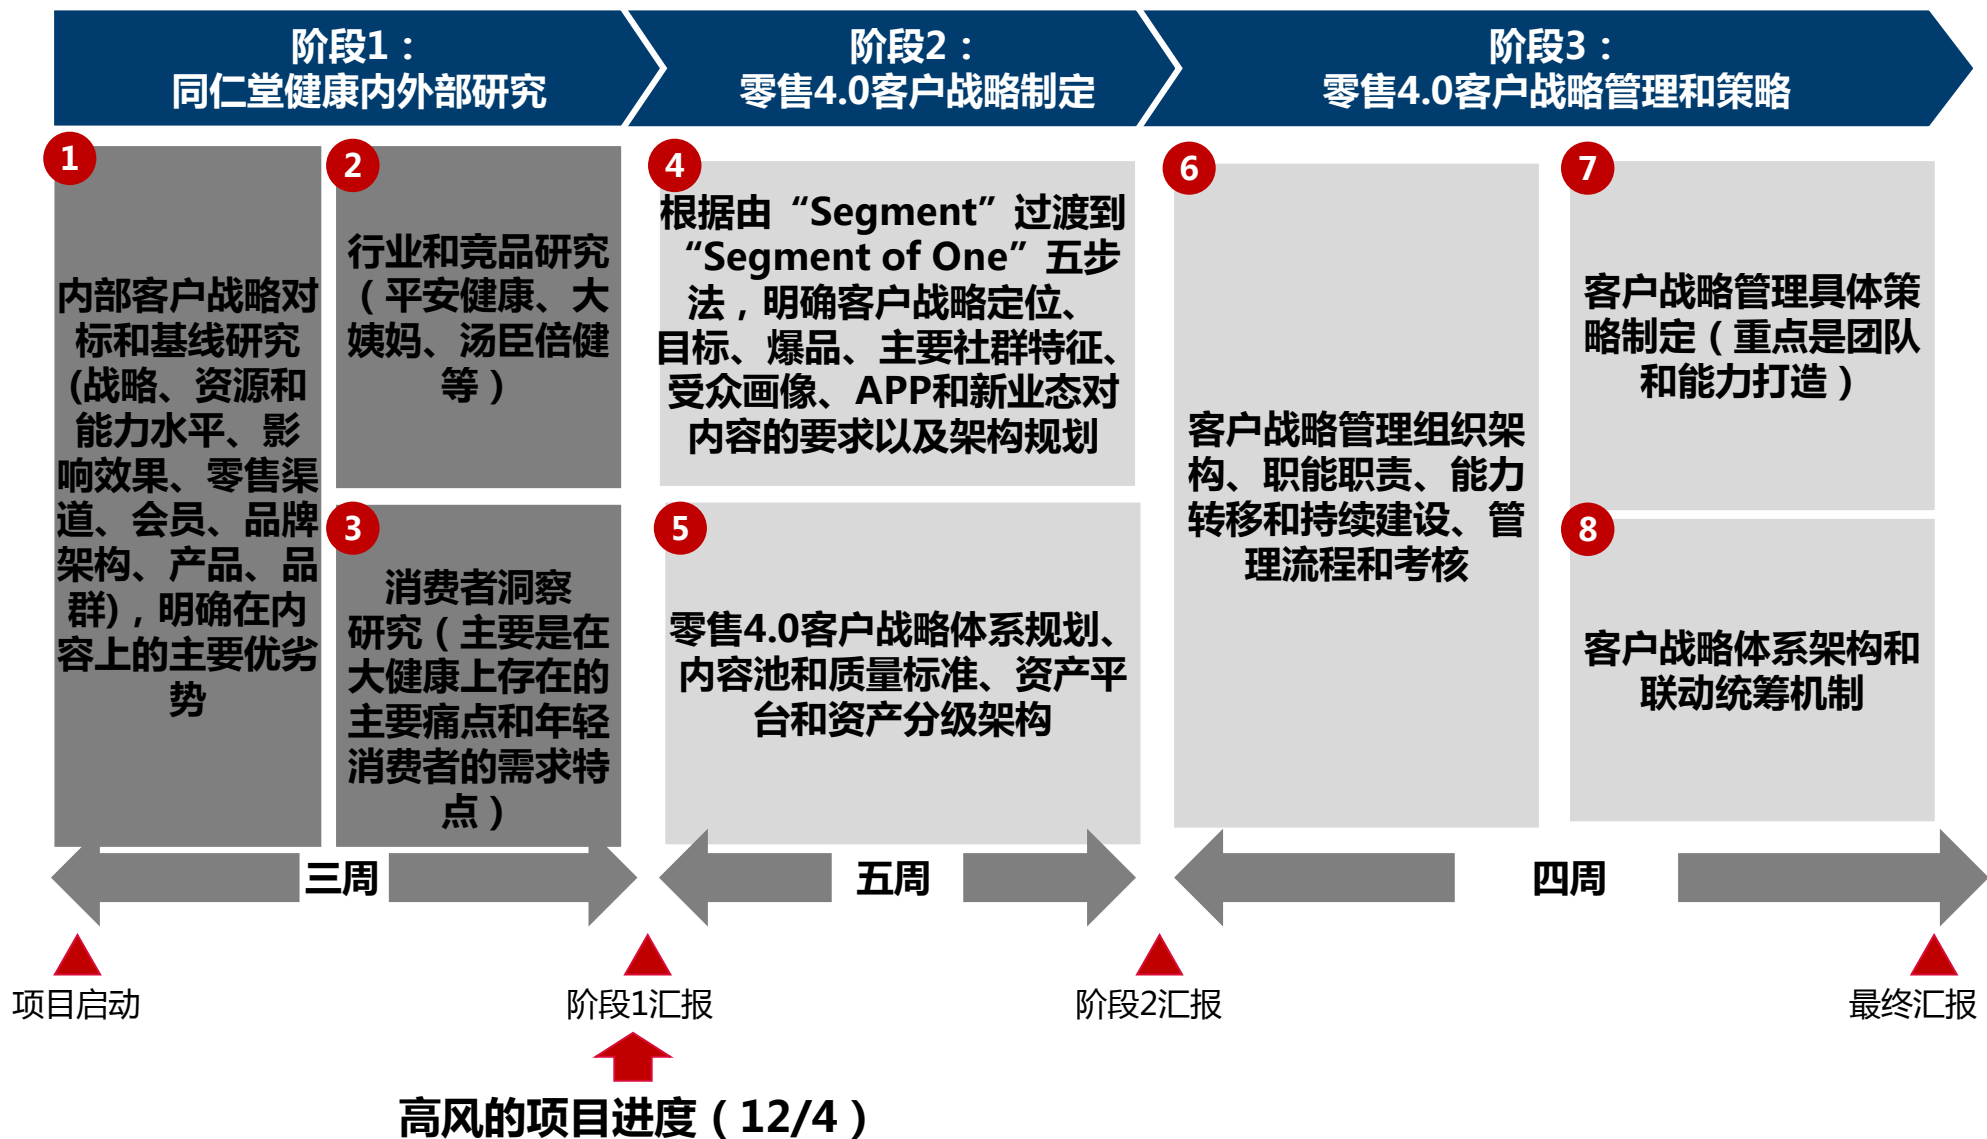 阶段1：
同仁堂健康内外部研究
阶段2：
零售4.0客户战略制定
阶段3：
零售4.0客户战略管理和策略
1
内部客户战略对
标和基线研究
(战略、资源和
能力水平、影
响效果、零售渠
道、会员、品牌
架构、产品、品
群)，明确在内
容上的主要优劣
势
2
行业和竞品研究
（平安健康、大
姨妈、汤臣倍健
等）
3
消费者洞察
研究（主要是在
大健康上存在的
主要痛点和年轻
消费者的需求特
点）
4
根据由“Segment”过渡到
“Segment of One”五步
法，明确客户战略定位、
目标、爆品、主要社群特征、
受众画像、APP和新业态对
内容的要求以及架构规划
5
零售4.0客户战略体系规划、
内容池和质量标准、资产平
台和资产分级架构
6
客户战略管理组织架
构、职能职责、能力
转移和持续建设、管
理流程和考核
7
客户战略管理具体策
略制定（重点是团队
和能力打造）
8
客户战略体系架构和
联动统筹机制
三周
五周
四周
项目启动
阶段1汇报
阶段2汇报
最终汇报
高风的项目进度（12/4）